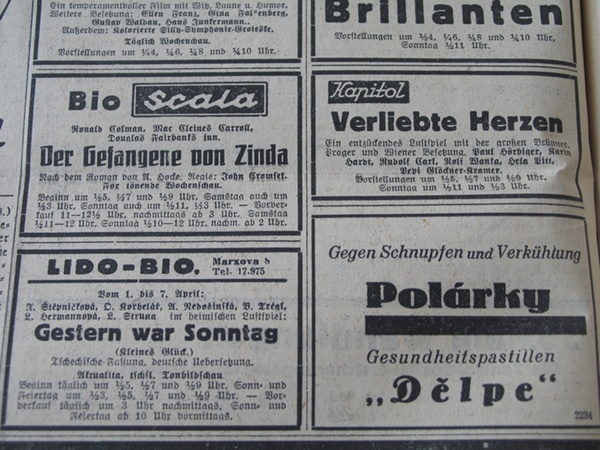 Ein temperamentvoller Film mit Witz, Laune u. Humor.
Weitere Besetzung: Ellen Frank, Gina Falkenberg,
Gustav Waldau, Hans Junkermann.
Außerdem: Kolorierte Silly-Symphonie-Groteske.
Täglich Wochenschau.
Vorstellungen um ¼4, ¼6, ¼8 und ¼10 Uhr.
Bio Scala
Ronald Colman, Mac Cleines Carroll,
Douglas Fairbanks jun.
Der Gefangene von Zinda
Nach dem Roman von A. Hocke. Regie: John Cromsel.
Fox tönende Wochenschau.
Beginn um ½5, ½7 und ½9 Uhr. Samstag auch um
½3 Uhr. Sonntag auch um ½11, ½3 Uhr. — Vorver-
kauf 11—12½ Uhr, nachmittags ab 3 Uhr. Samstag
½11—12 Uhr. Sonntag ½10—12 Uhr, nachm. ab 2 Uhr.
LIDO-BIO. Marxova 8
Tel. 17.975
Vom 1. bis 7. April:
J. Štěpničková, O. Korbelář, A. Nedošinská, B. Trégl,
L. Hermannová, L. Struna im heimischen Lustspiel:
Gestern war Sonntag
(Kleines Glück.)
Tschechische Fassung, deutsche Uebersetzung.
Aktualita, tschsl. Tonbildschau.
Beginn täglich um ½5, ½7 und ½9 Uhr. Sonn- und
Feiertag um ½3, ½5, ½7 und ½9 Uhr. — Vor-
verkauf täglich um 3 Uhr nachmittags, Sonn- und
Feiertag ab 10 Uhr vormittags.
Brillanten
Vorstellungen um ¼4, ¼6, ¼8 und ¼10 Uhr.
Sonntag ½11 Uhr.
Kapitol
Verliebte Herzen
Ein entzückendes Lustspiel mit der großen Brünner,
Prager und Wiener Besetzung. Paul Hörbiger, Karin
Hardt, Rudolf Carl, Rolf Wanka, Hela Pitt,
Pepi Glöckner-Kramer.
Vorstellungen um ½5, ½7 und ½9 Uhr,
Sonntag um ½11 und ½3 Uhr.
Gegen Schnupfen und Verkühlung
Polárky
Gesundheitspastillen
„Dělpe“
2234